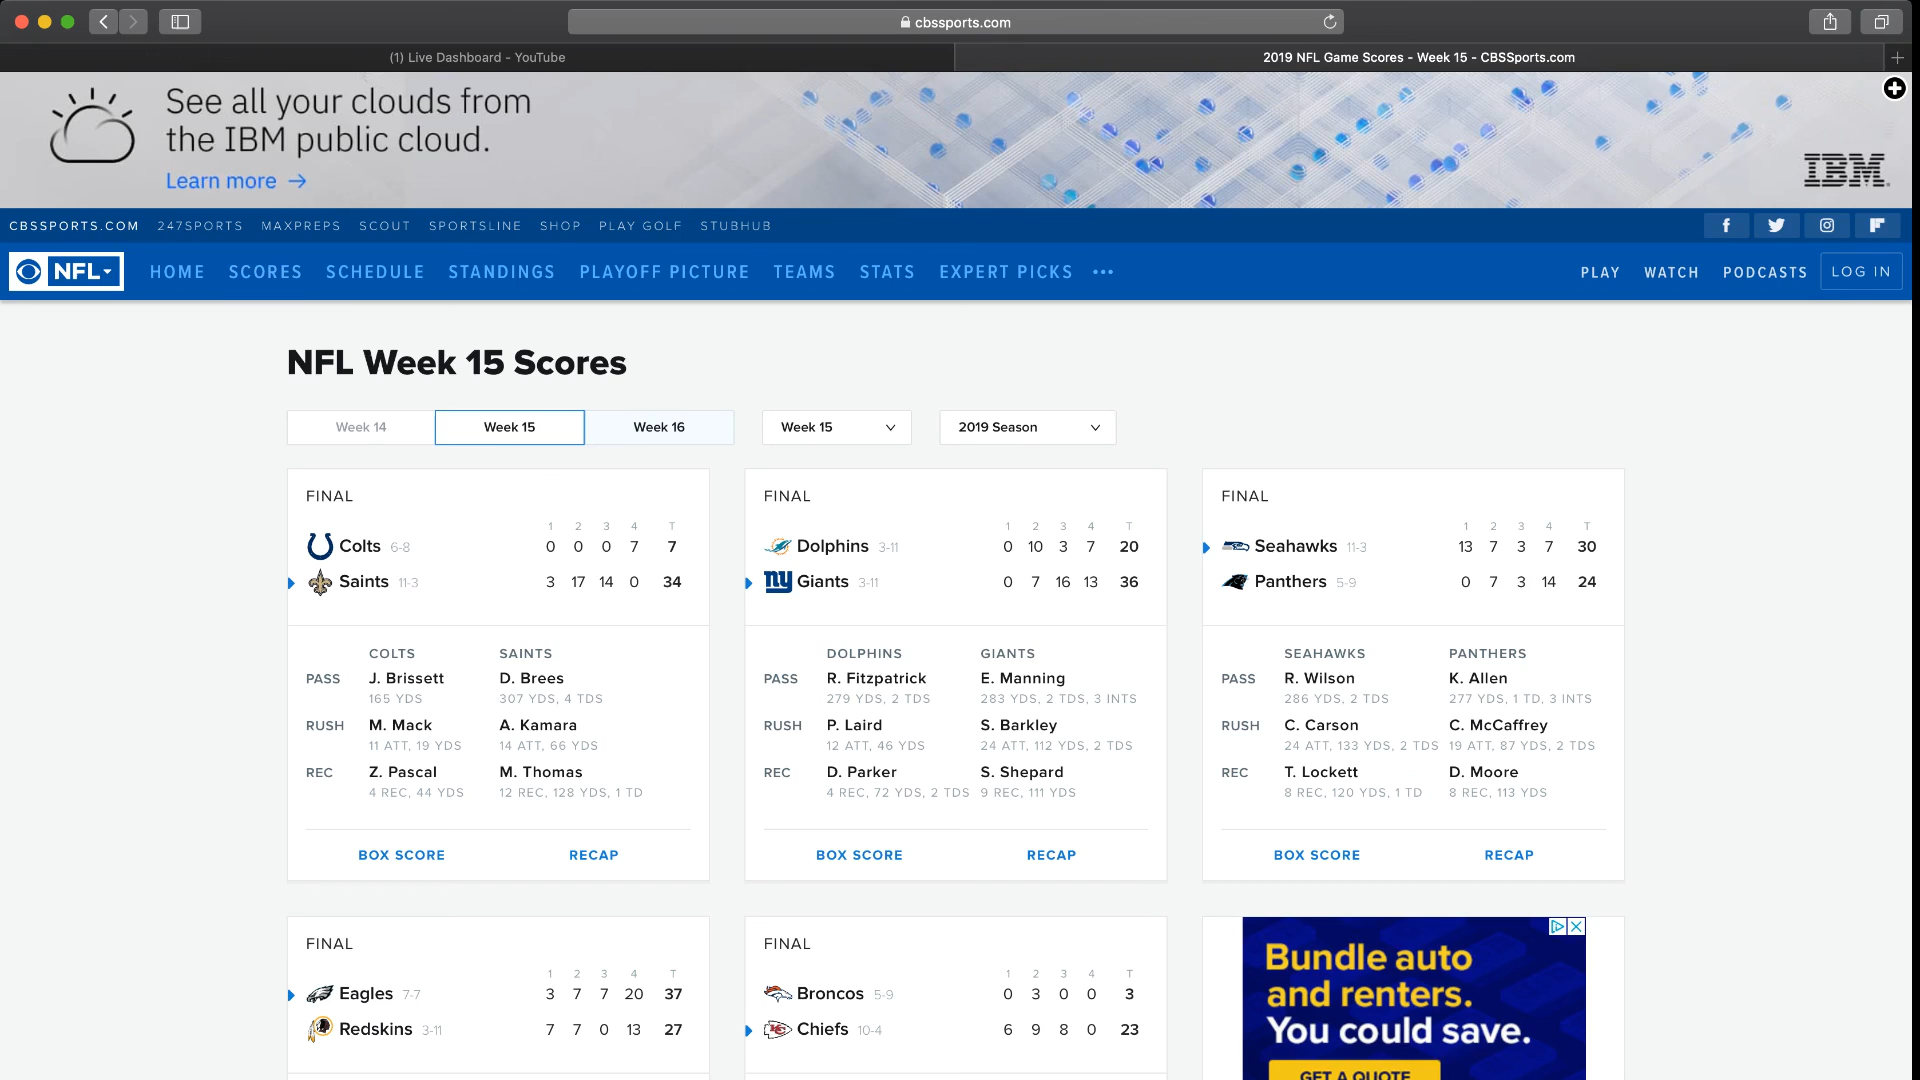 cbssports.com
(1) Live Dashboard - YouTube
2019 NFL Game Scores - Week 15 - CBSSports.com
See all your clouds from
the IBM public cloud.
Learn more →
IBM
CBSSPORTS.COM 247SPORTS MAXPREPS SCOUT SPORTSLINE SHOP PLAY GOLF STUBHUB
NFL HOME SCORES SCHEDULE STANDINGS PLAYOFF PICTURE TEAMS STATS EXPERT PICKS ••• PLAY WATCH PODCASTS LOG IN
NFL Week 15 Scores
Week 14 Week 15 Week 16 Week 15 2019 Season
FINAL
1 2 3 4 T
Colts 6-8 0 0 0 7 7
Saints 11-3 3 17 14 0 34
COLTS SAINTS
PASS J. Brissett D. Brees
165 YDS 307 YDS, 4 TDS
RUSH M. Mack A. Kamara
11 ATT, 19 YDS 14 ATT, 66 YDS
REC Z. Pascal M. Thomas
4 REC, 44 YDS 12 REC, 128 YDS, 1 TD
BOX SCORE RECAP
FINAL
1 2 3 4 T
Dolphins 3-11 0 10 3 7 20
ny Giants 3-11 0 7 16 13 36
DOLPHINS GIANTS
PASS R. Fitzpatrick E. Manning
279 YDS, 2 TDS 283 YDS, 2 TDS, 3 INTS
RUSH P. Laird S. Barkley
12 ATT, 46 YDS 24 ATT, 112 YDS, 2 TDS
REC D. Parker S. Shepard
4 REC, 72 YDS, 2 TDS 9 REC, 111 YDS
BOX SCORE RECAP
FINAL
1 2 3 4 T
Seahawks 11-3 13 7 3 7 30
Panthers 5-9 0 7 3 14 24
SEAHAWKS PANTHERS
PASS R. Wilson K. Allen
286 YDS, 2 TDS 277 YDS, 1 TD, 3 INTS
RUSH C. Carson C. McCaffrey
24 ATT, 133 YDS, 2 TDS 19 ATT, 87 YDS, 2 TDS
REC T. Lockett D. Moore
8 REC, 120 YDS, 1 TD 8 REC, 113 YDS
BOX SCORE RECAP
FINAL
1 2 3 4 T
Eagles 7-7 3 7 7 20 37
Redskins 3-11 7 7 0 13 27
FINAL
1 2 3 4 T
Broncos 5-9 0 3 0 0 3
Chiefs 10-4 6 9 8 0 23
Bundle auto
and renters.
You could save.
GET A QUOTE